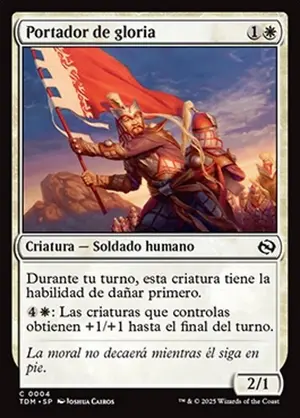 Portador de gloria 1
Criatura — Soldado humano
Durante tu turno, esta criatura tiene la
habilidad de dañar primero.
4: Las criaturas que controlas
obtienen +1/+1 hasta el final del turno.
La moral no decaerá mientras él siga en
pie.
2/1
C 0004
TDM • SP Joshua Cairos
™ & © 2025 Wizards of the Coast